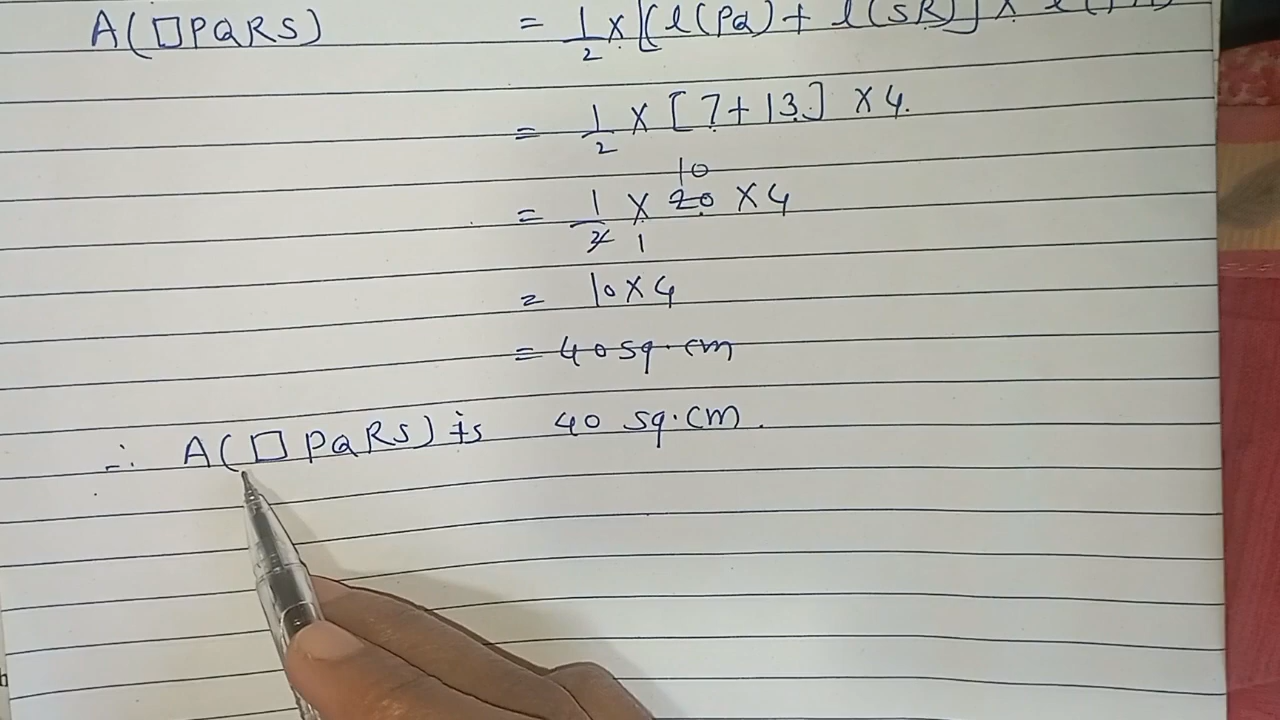 A(□PQRS) = 1/2 × [l(PQ) + l(SR)] ×
= 1/2 × [7+13] ×4.
10
= 1/2 × 20 ×4
1
= 10×4
= 40 sq.cm
∴ A(□PQRS) is 40 sq.cm.